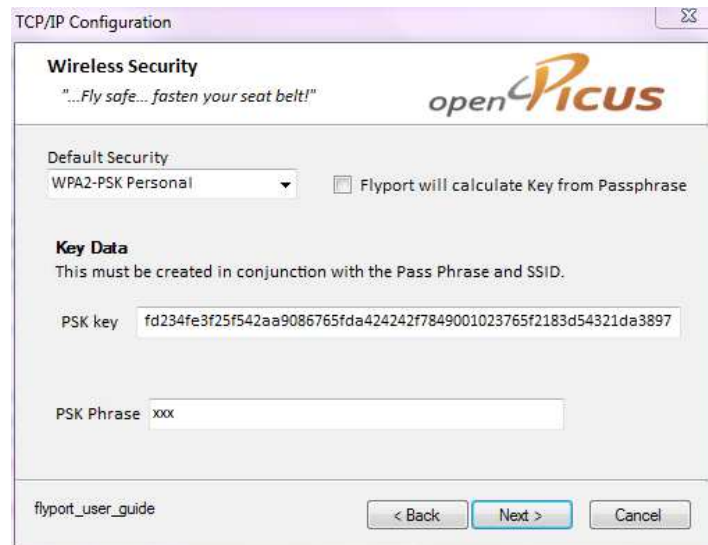 TCP/IP Configuration
Wireless Security
"...Fly safe... fasten your seat belt!"
openPicus
Default Security
WPA2-PSK Personal
Flyport will calculate Key from Passphrase
Key Data
This must be created in conjunction with the Pass Phrase and SSID.
PSK key fd234fe3f25f542aa9086765fda424242f7849001023765f2183d54321da3897
PSK Phrase xxx
flyport_user_guide
< Back Next > Cancel